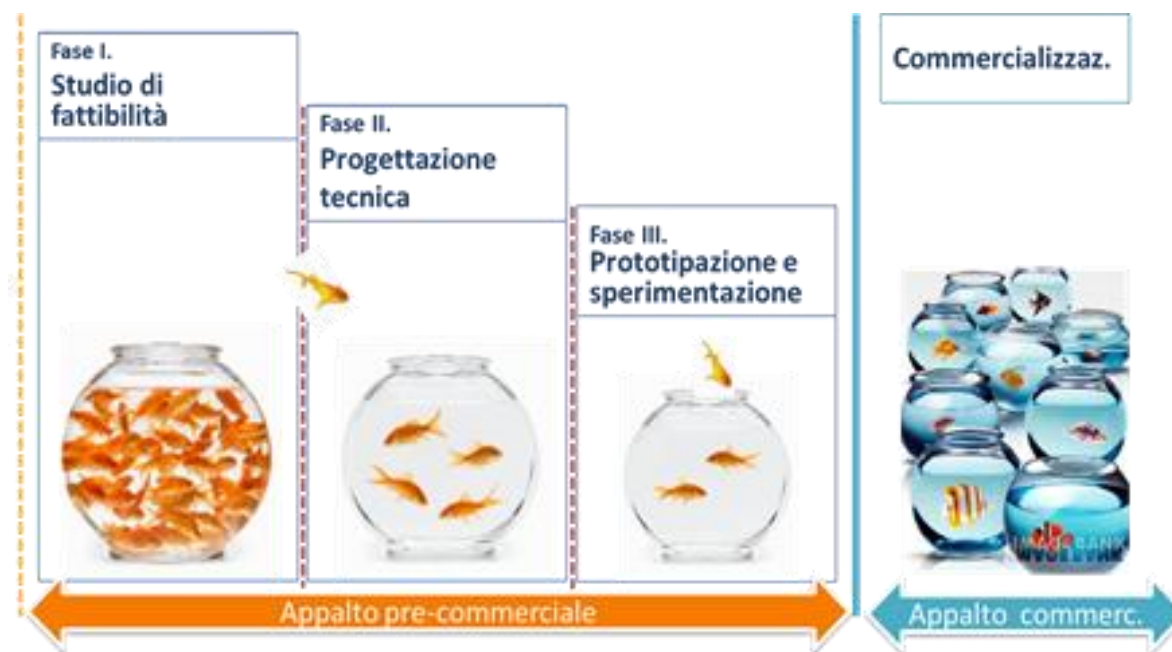 Fase I.
Studio di
fattibilità
Fase II.
Progettazione
tecnica
Fase III.
Prototipazione e
sperimentazione
Commercializzaz.
Appalto pre-commerciale
Appalto commerc.